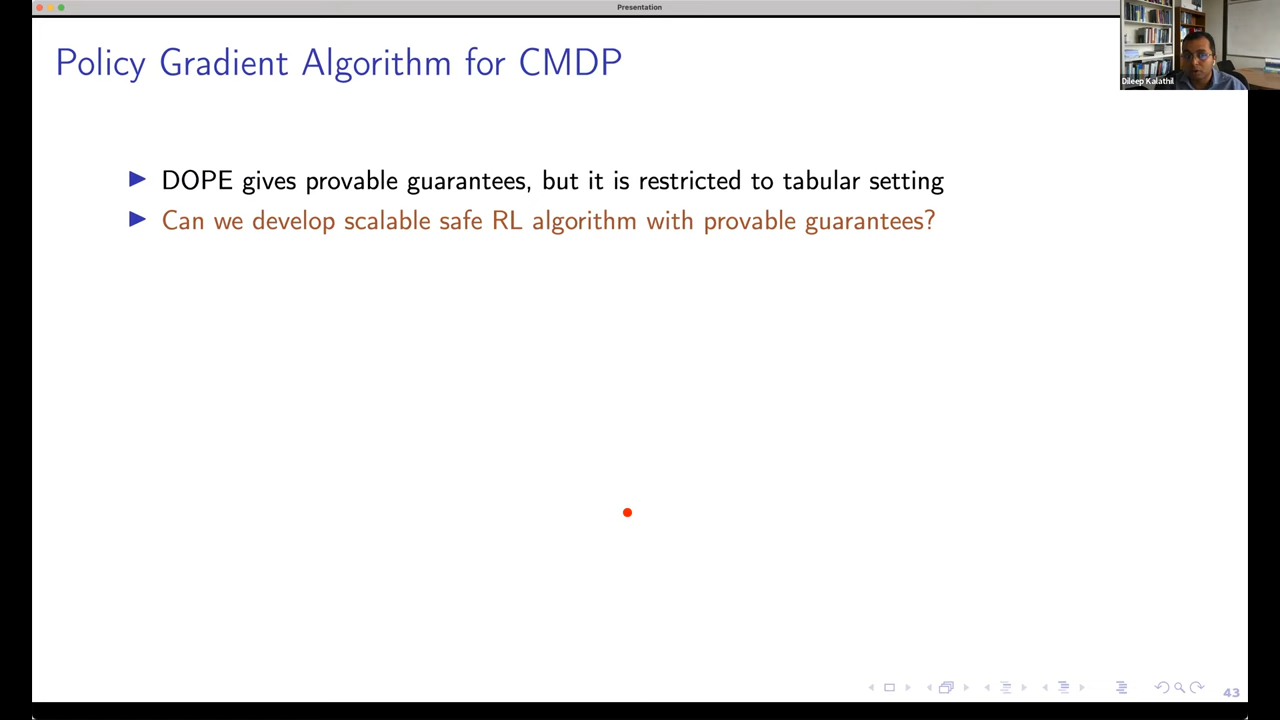 Presentation
Policy Gradient Algorithm for CMDP
Dileep Kalathil
DOPE gives provable guarantees, but it is restricted to tabular setting
Can we develop scalable safe RL algorithm with provable guarantees?
43